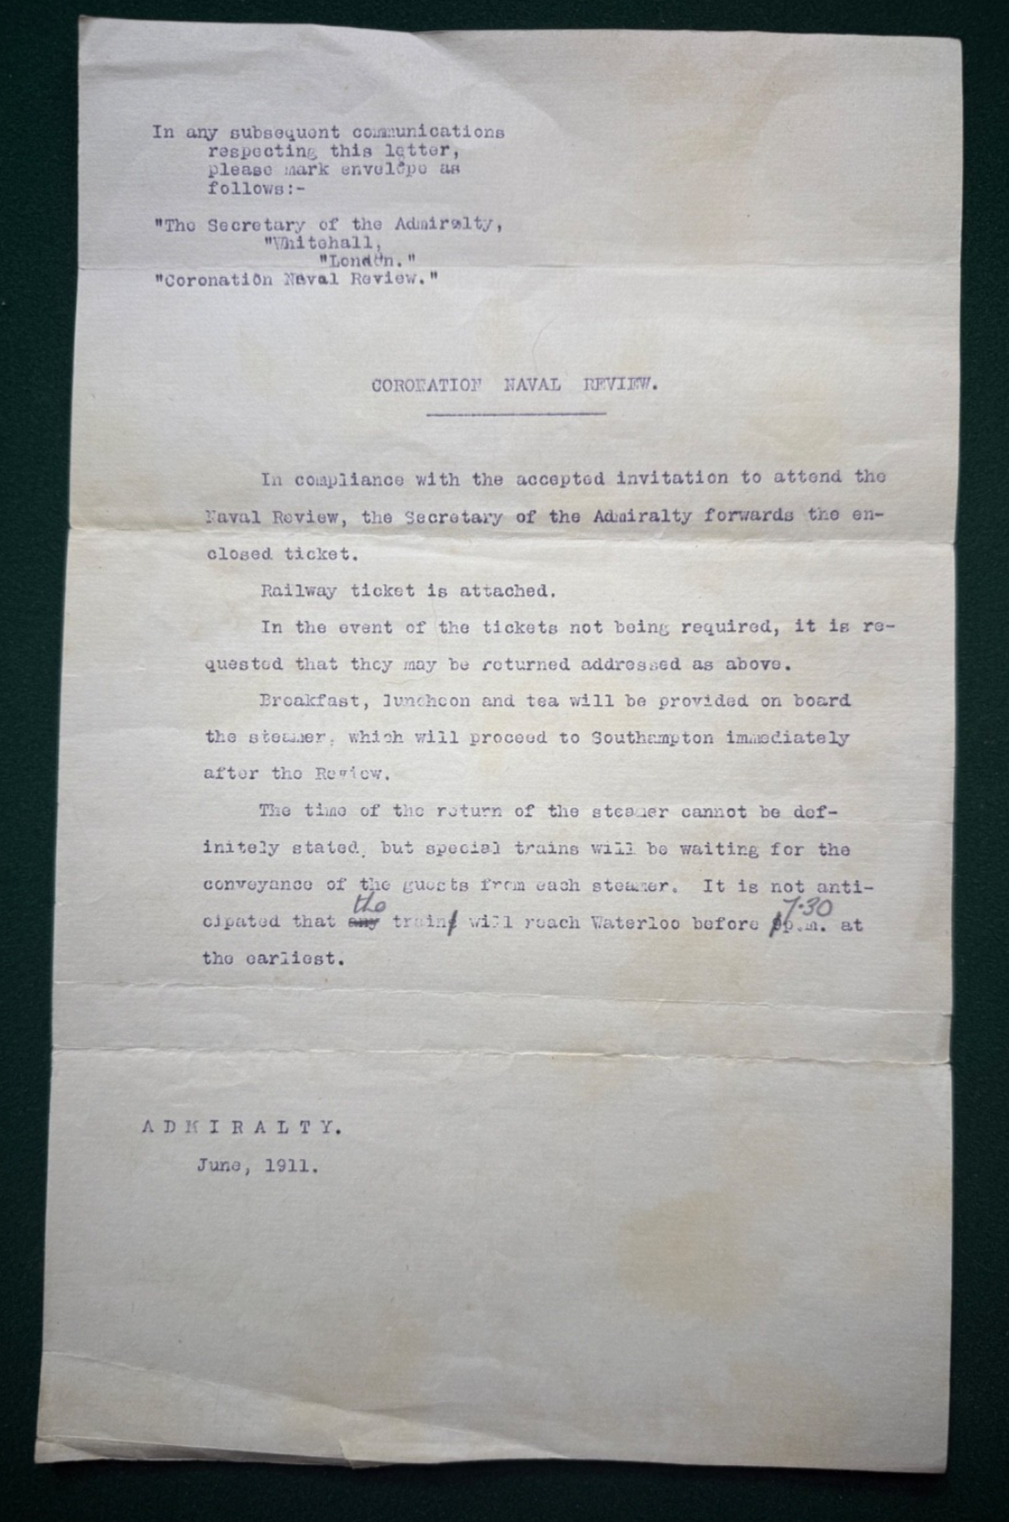 In any subsequent communications
respecting this letter,
please mark envelope as
follows:-
"The Secretary of the Admiralty,
"Whitehall,
"London."
"Coronation Naval Review."
CORONATION NAVAL REVIEW.
In compliance with the accepted invitation to attend the
Naval Review, the Secretary of the Admiralty forwards the en-
closed ticket.
Railway ticket is attached.
In the event of the tickets not being required, it is re-
quested that they may be returned addressed as above.
Breakfast, luncheon and tea will be provided on board
the steamer, which will proceed to Southampton immediately
after the Review.
The time of the return of the steamer cannot be def-
initely stated, but special trains will be waiting for the
conveyance of the guests from each steamer. It is not anti-
the 7.30
cipated that any train will reach Waterloo before p.m. at
the earliest.
ADMIRALTY.
June, 1911.